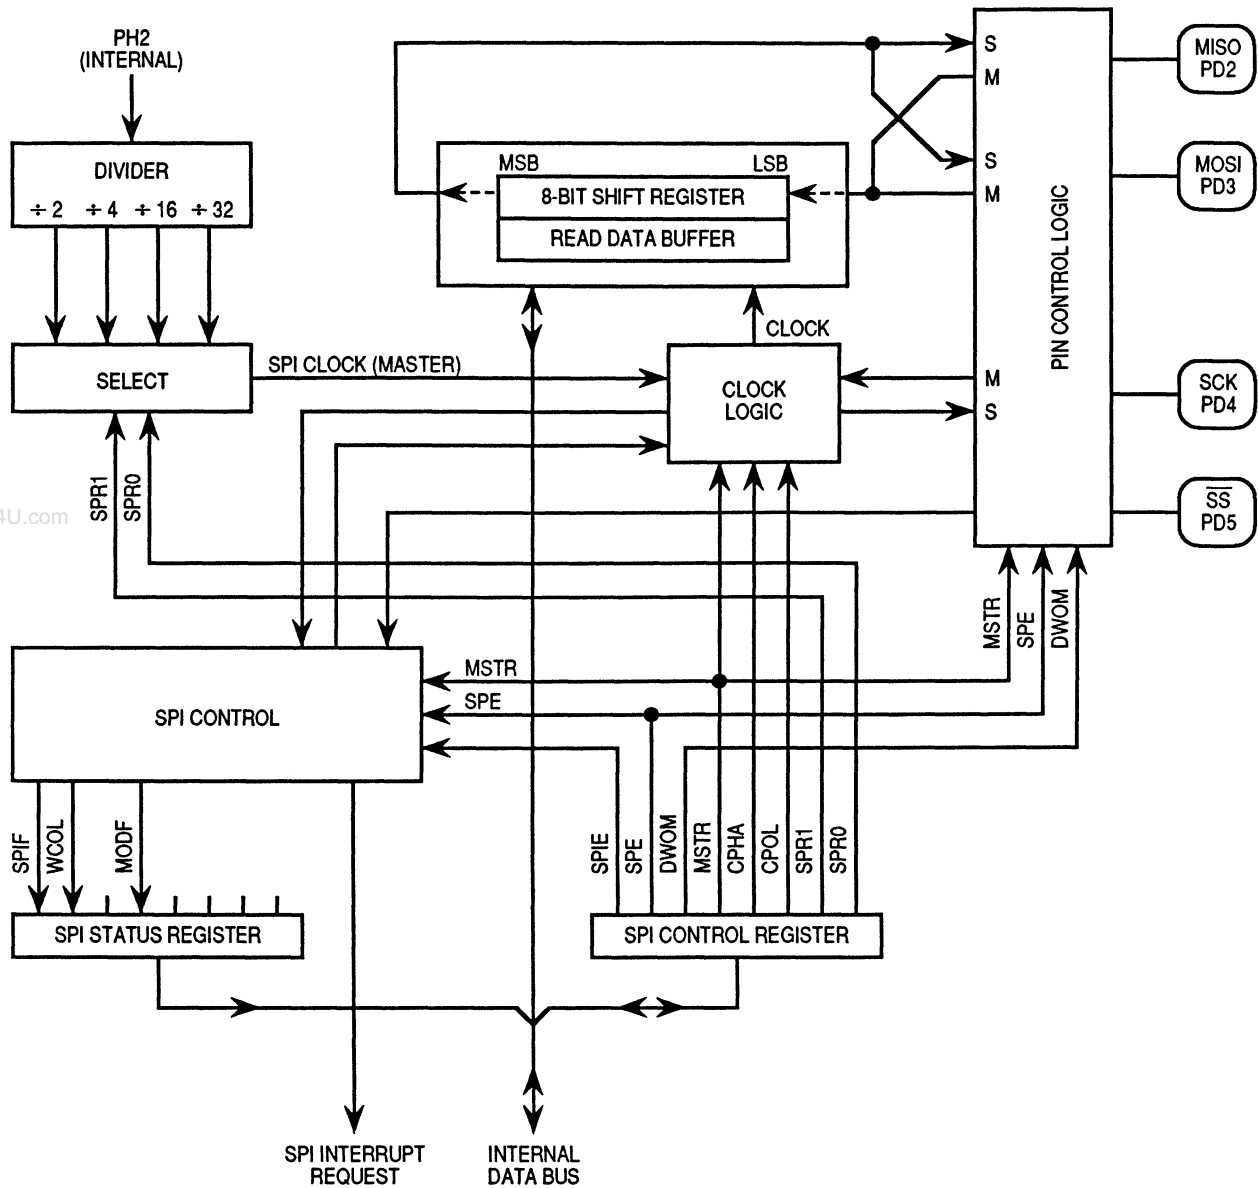 PH2
(INTERNAL)
DIVIDER
÷ 2 ÷ 4 ÷ 16 ÷ 32
SELECT
SPR1
SPR0
SPI CLOCK (MASTER)
MSB LSB
8-BIT SHIFT REGISTER
READ DATA BUFFER
CLOCK
CLOCK
LOGIC
S
M
S
M
M
S
PIN CONTROL LOGIC
MISO
PD2
MOSI
PD3
SCK
PD4
SS
PD5
4U.com
MSTR
SPE
DWOM
SPI CONTROL
MSTR
SPE
SPIF
WCOL
MODF
SPIE
SPE
DWOM
MSTR
CPHA
CPOL
SPR1
SPR0
SPI STATUS REGISTER
SPI CONTROL REGISTER
SPI INTERRUPT
REQUEST
INTERNAL
DATA BUS